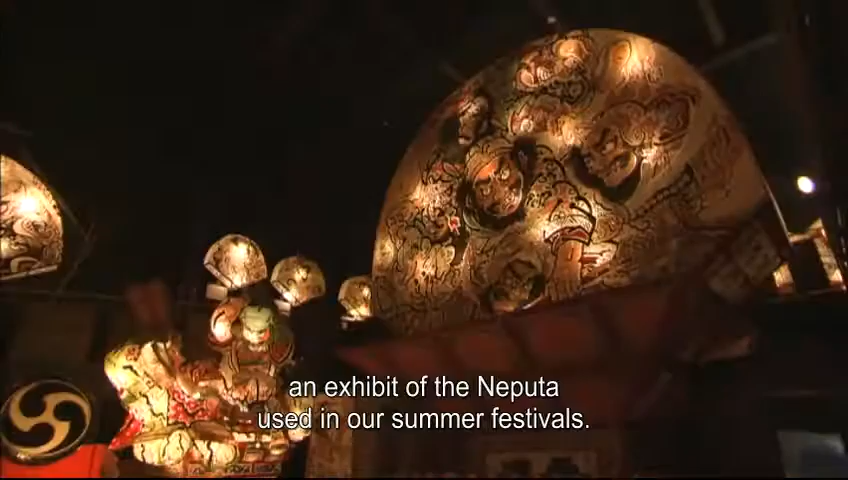 an exhibit of the Neputa
used in our summer festivals.